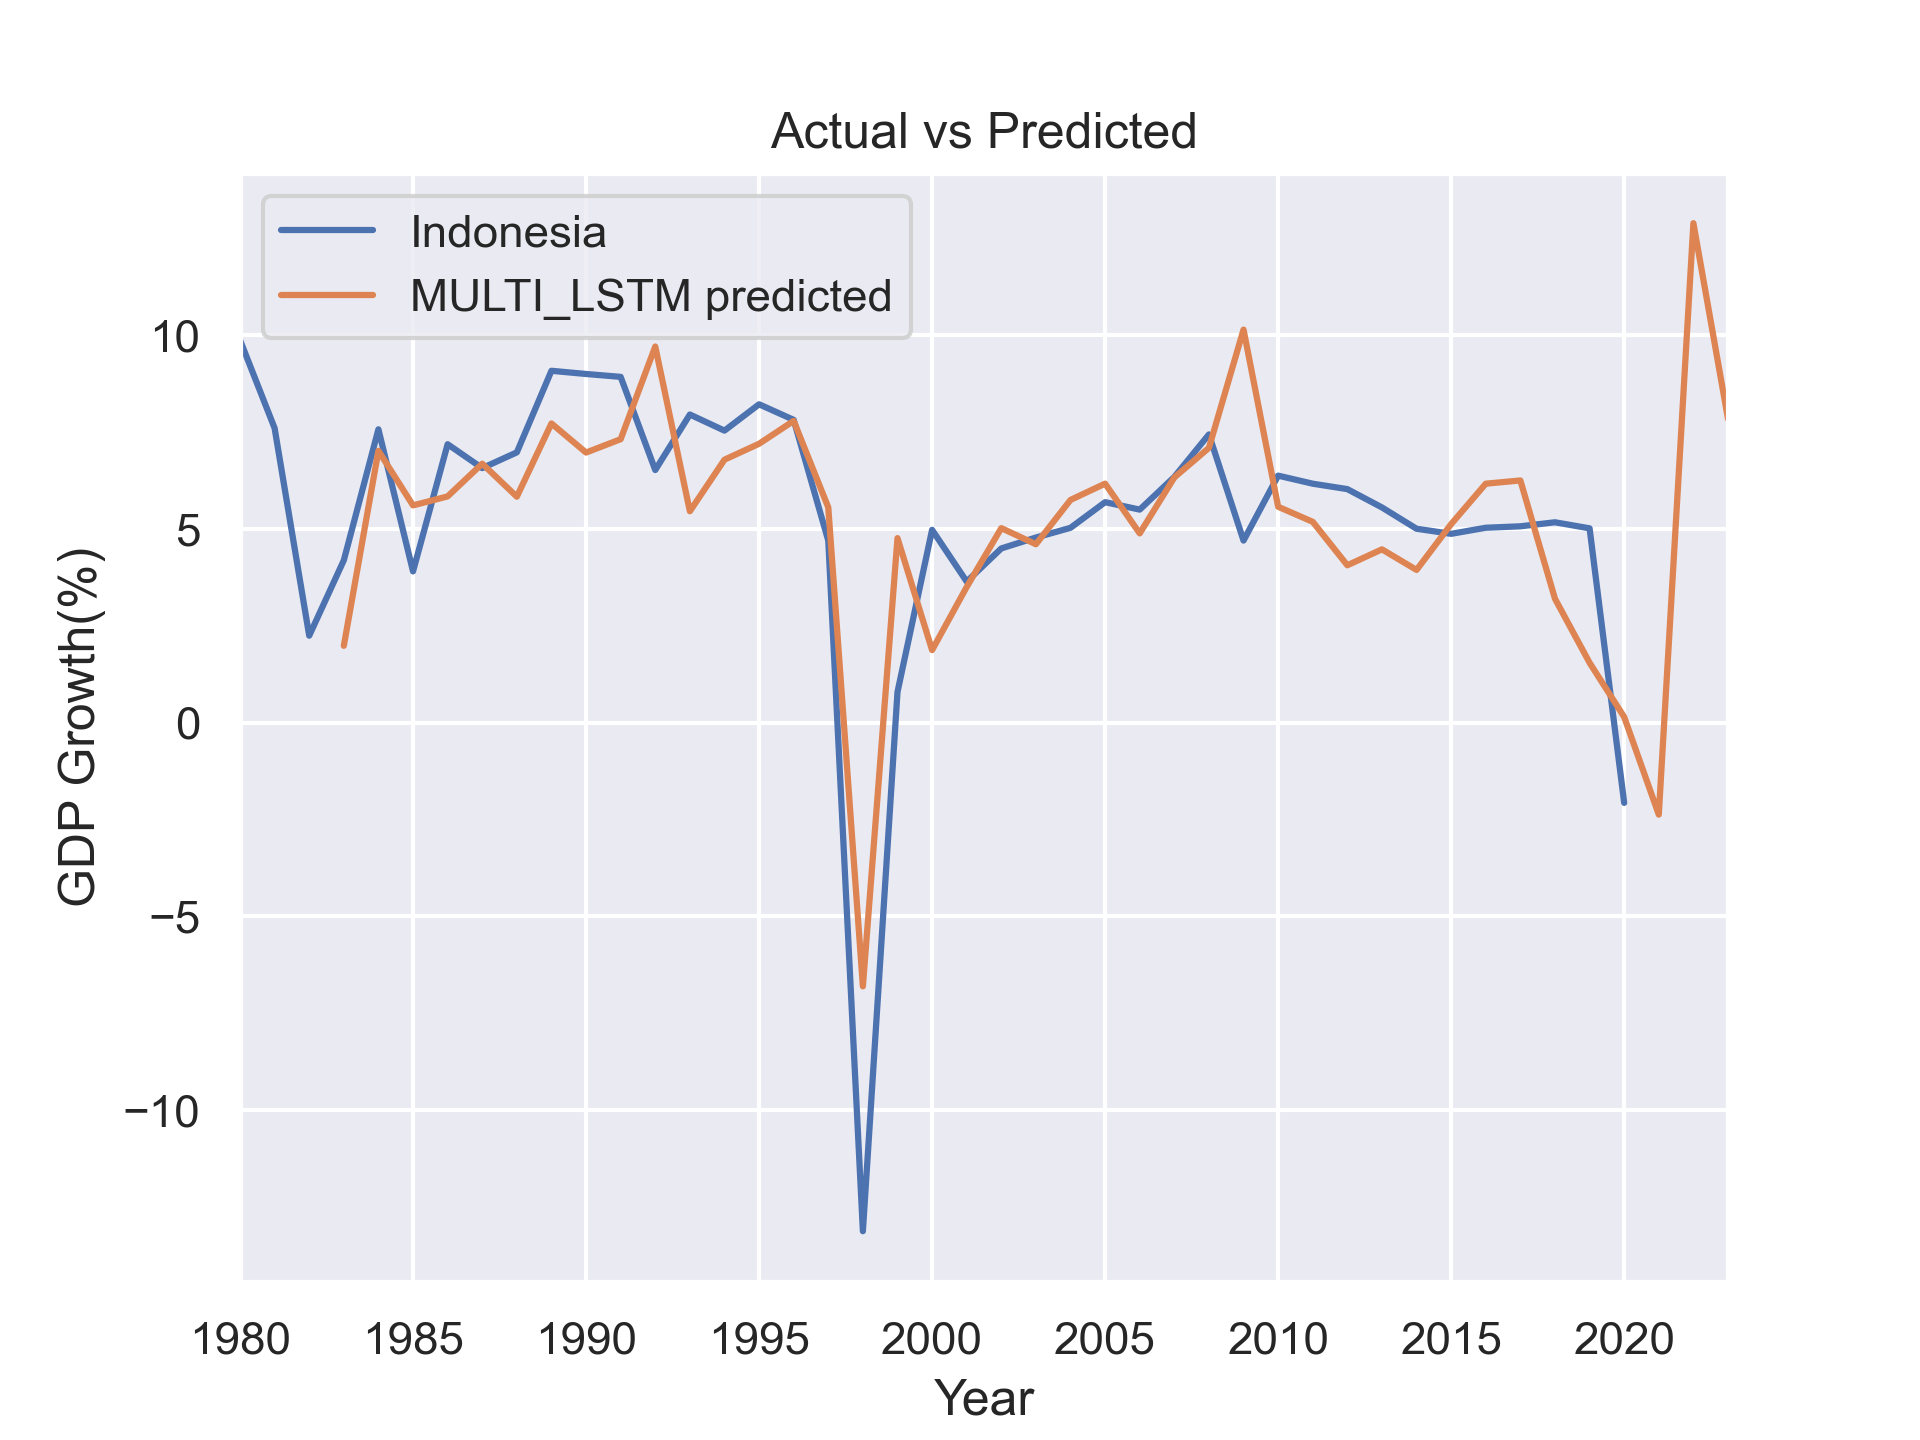 Actual vs Predicted
Indonesia
MULTI_LSTM predicted
10
5
0
−5
−10
GDP Growth(%)
1980 1985 1990 1995 2000 2005 2010 2015 2020
Year